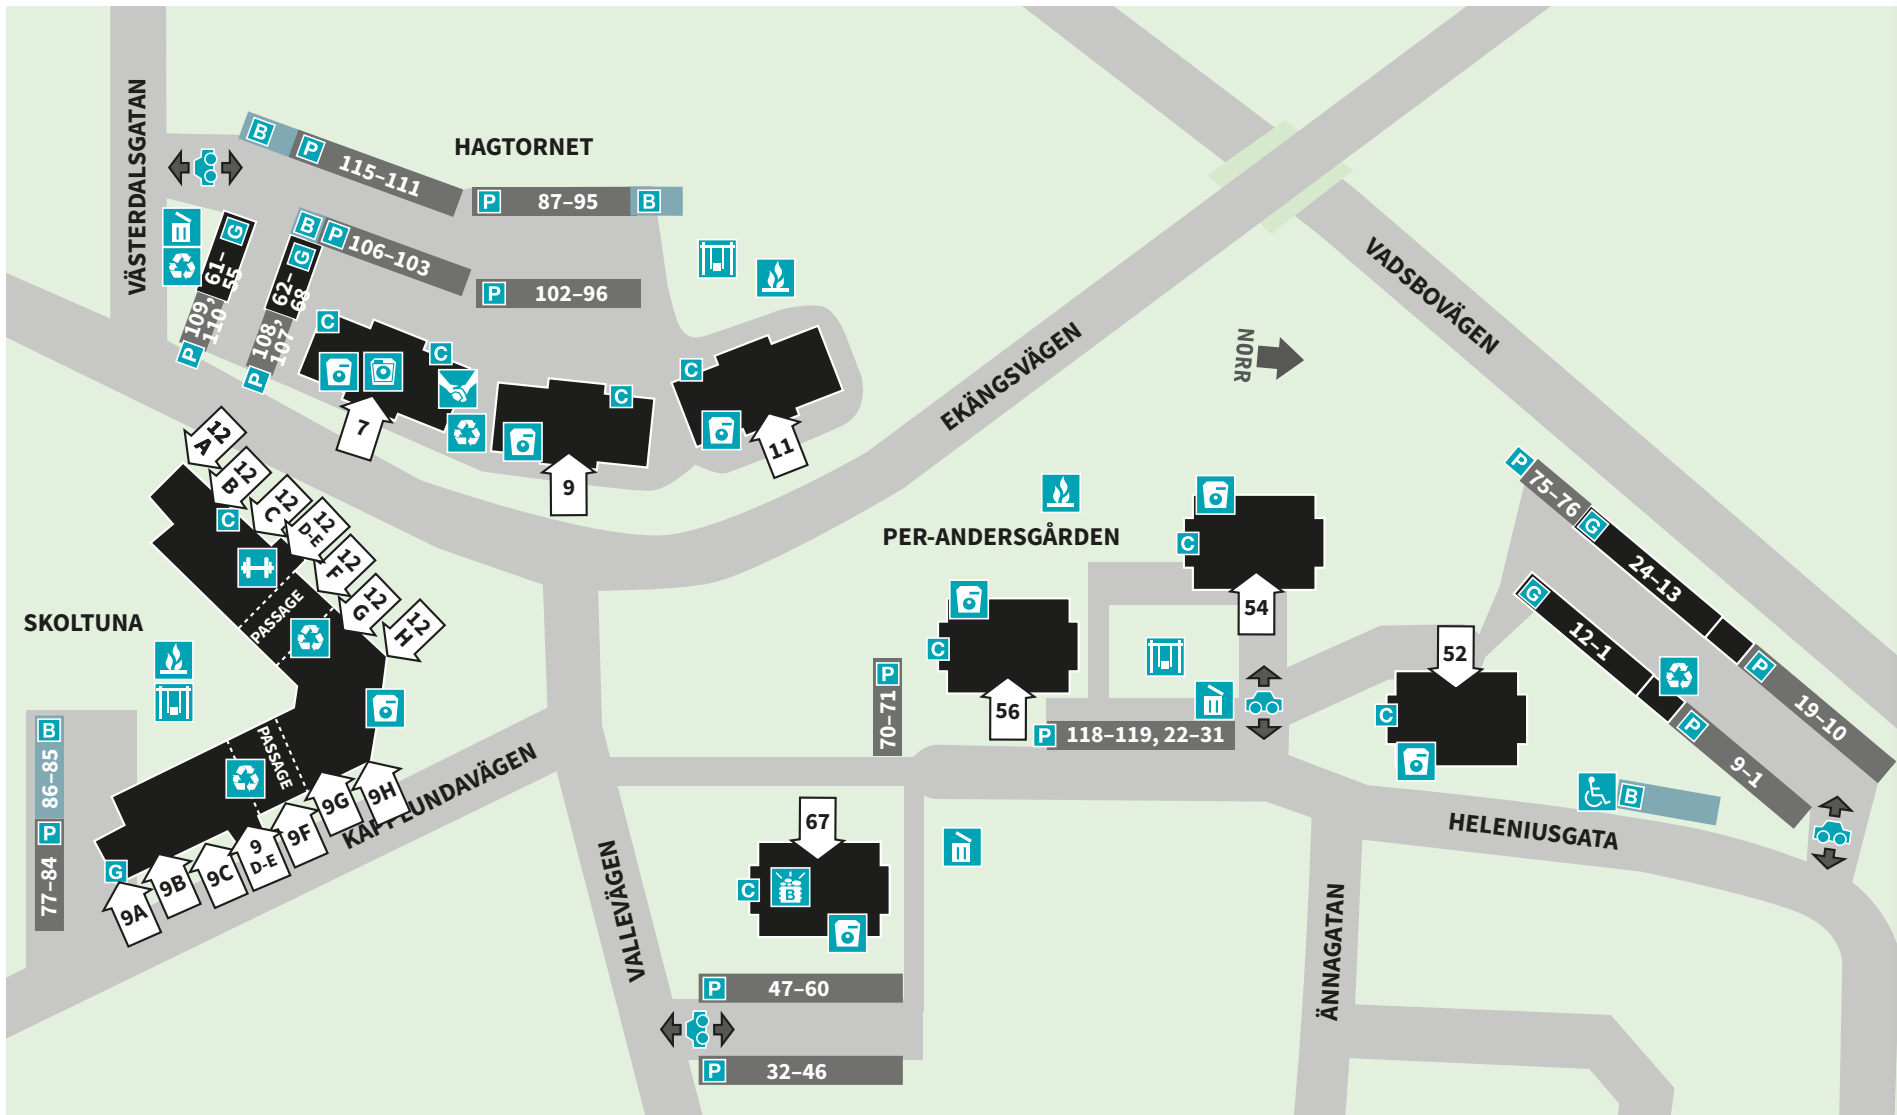 VÄSTERDALSGATAN
HAGTORNET
B
P
115–111
P
87–95
B
G
61–
55
109,
110
P
B
P
106–103
G
62–
68
108,
107
P
P
102–96
C
C
7
C
9
C
11
EKÄNGSVÄGEN
VADSBOVÄGEN
NORR
12
A
12
B
12
C
12
D-E
12
F
12
G
12
H
C
PASSAGE
SKOLTUNA
PASSAGE
B
86–85
P
77–84
G
9A
9B
9C
9
D-E
9F
9G
9H
KAPPLUNDAVÄGEN
PER-ANDERSGÅRDEN
C
54
C
56
P
70–71
P
118–119, 22–31
52
C
P
75–76
G
24–13
P
19–10
G
12–1
P
9–1
B
HELENIUSGATA
67
C
B
VALLEVÄGEN
P
47–60
P
32–46
ÄNNAGATAN